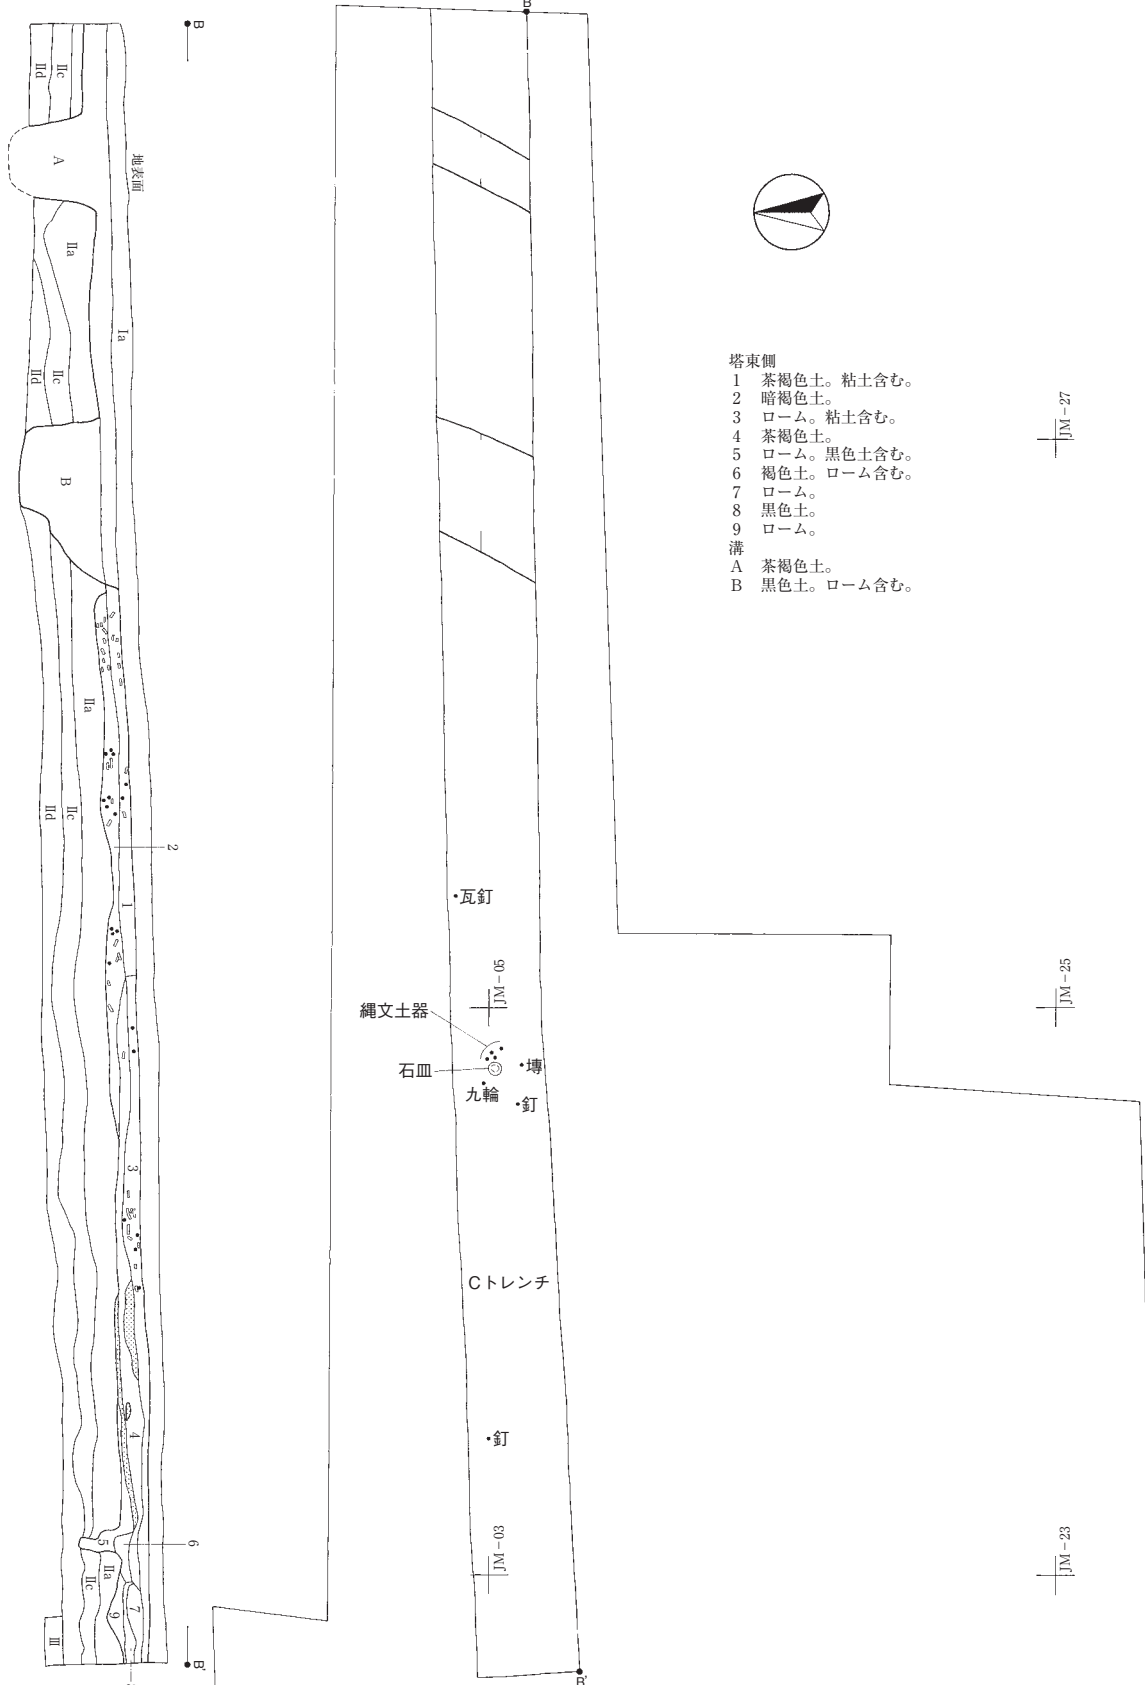 B
Ⅱd
Ⅱc
A
地表面
Ⅱa
Ⅰa
Ⅱd
Ⅱc
B
Ⅱa
Ⅱd
Ⅱc
2
1
3
4
5
6
Ⅱa
Ⅱc
9
7
Ⅲ
B'
B
・瓦釘
JM-05
縄文土器
石皿
・塼
九輪
・釘
Cトレンチ
・釘
JM-03
B'
塔東側
1 茶褐色土。粘土含む。
2 暗褐色土。
3 ローム。粘土含む。
4 茶褐色土。
5 ローム。黒色土含む。
6 褐色土。ローム含む。
7 ローム。
8 黒色土。
9 ローム。
溝
A 茶褐色土。
B 黒色土。ローム含む。
JM-27
JM-25
JM-23